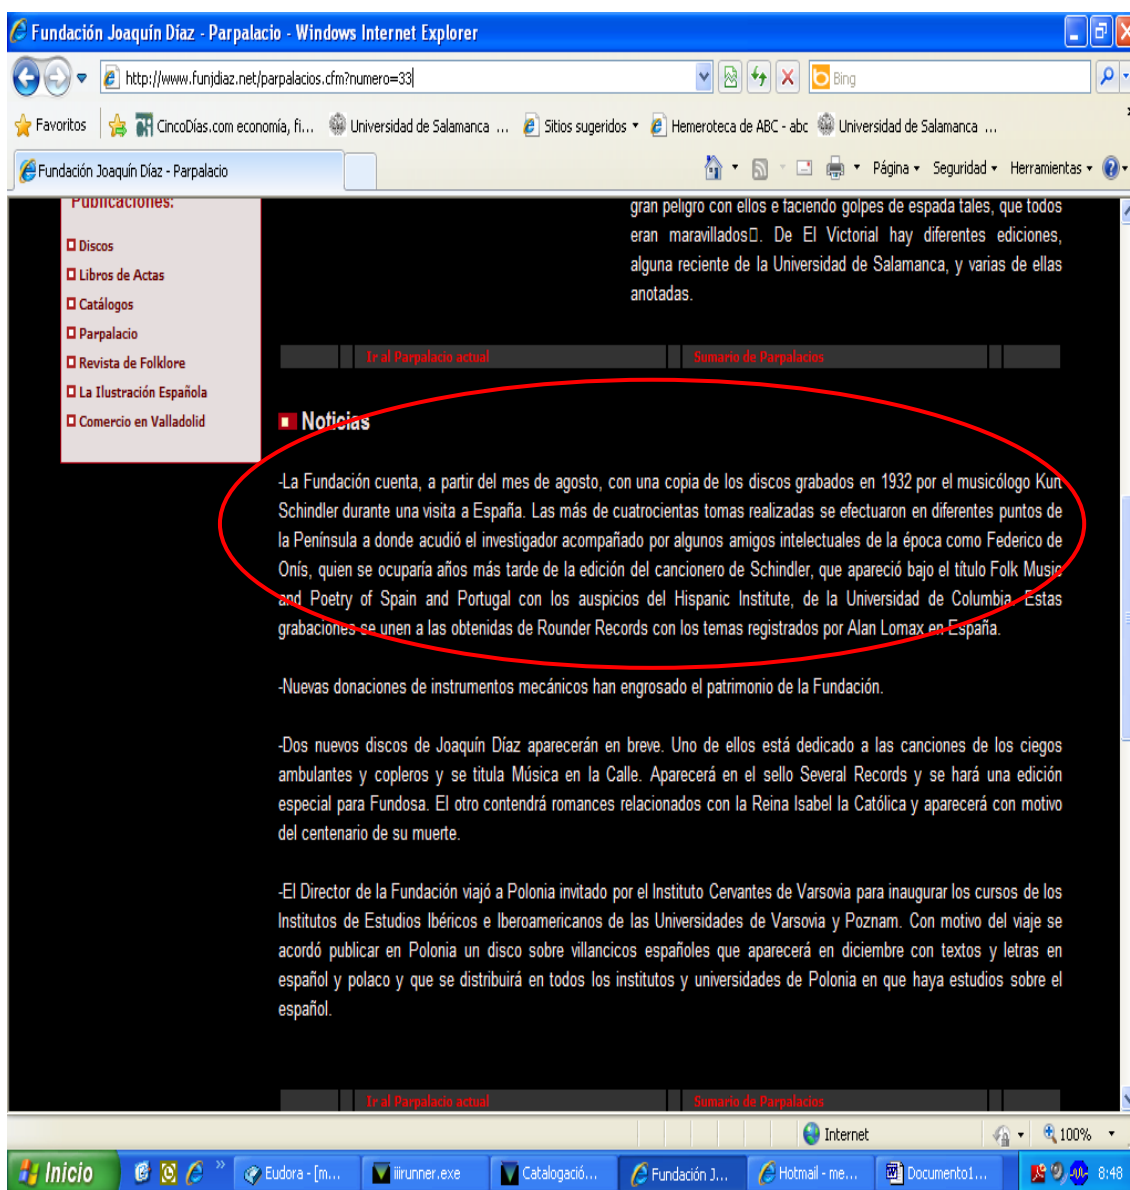 Fundación Joaquín Díaz - Parpalacio - Windows Internet Explorer
http://www.funjdiaz.net/parpalacios.cfm?numero=33
Bing
Favoritos
CincoDías.com economía, fi...
Universidad de Salamanca ...
Sitios sugeridos
Hemeroteca de ABC - abc
Universidad de Salamanca ...
Fundación Joaquín Díaz - Parpalacio
Página
Seguridad
Herramientas
Publicaciones:
Discos
Libros de Actas
Catálogos
Parpalacio
Revista de Folklore
La Ilustración Española
Comercio en Valladolid
gran peligro con ellos e faciendo golpes de espada tales, que todos
eran maravillados▯. De El Victorial hay diferentes ediciones,
alguna reciente de la Universidad de Salamanca, y varias de ellas
anotadas.
Ir al Parpalacio actual
Sumario de Parpalacios
Noticias
-La Fundación cuenta, a partir del mes de agosto, con una copia de los discos grabados en 1932 por el musicólogo Kurt
Schindler durante una visita a España. Las más de cuatrocientas tomas realizadas se efectuaron en diferentes puntos de
la Península a donde acudió el investigador acompañado por algunos amigos intelectuales de la época como Federico de
Onís, quien se ocuparía años más tarde de la edición del cancionero de Schindler, que apareció bajo el título Folk Music
and Poetry of Spain and Portugal con los auspicios del Hispanic Institute, de la Universidad de Columbia. Estas
grabaciones se unen a las obtenidas de Rounder Records con los temas registrados por Alan Lomax en España.
-Nuevas donaciones de instrumentos mecánicos han engrosado el patrimonio de la Fundación.
-Dos nuevos discos de Joaquín Díaz aparecerán en breve. Uno de ellos está dedicado a las canciones de los ciegos
ambulantes y copleros y se titula Música en la Calle. Aparecerá en el sello Several Records y se hará una edición
especial para Fundosa. El otro contendrá romances relacionados con la Reina Isabel la Católica y aparecerá con motivo
del centenario de su muerte.
-El Director de la Fundación viajó a Polonia invitado por el Instituto Cervantes de Varsovia para inaugurar los cursos de los
Institutos de Estudios Ibéricos e Iberoamericanos de las Universidades de Varsovia y Poznam. Con motivo del viaje se
acordó publicar en Polonia un disco sobre villancicos españoles que aparecerá en diciembre con textos y letras en
español y polaco y que se distribuirá en todos los institutos y universidades de Polonia en que haya estudios sobre el
español.
Ir al Parpalacio actual
Sumario de Parpalacios
Internet
100%
Inicio
Eudora - [m...
iiirunner.exe
Catalogació...
Fundación J...
Hotmail - me...
Documento1...
8:48